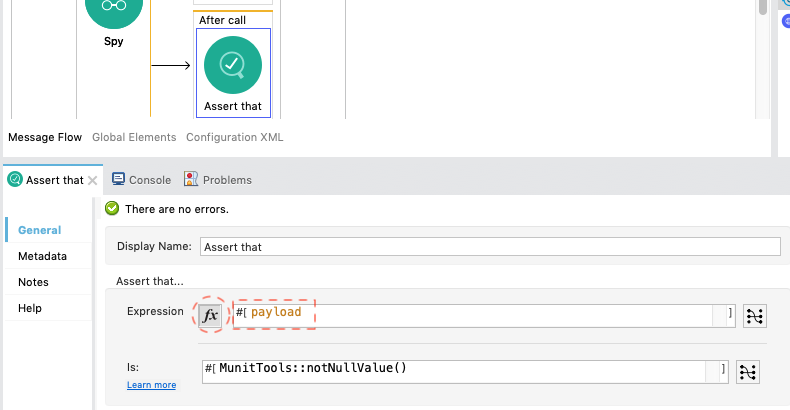 After call
Spy
Assert that
Message Flow Global Elements Configuration XML
Assert that Console Problems
There are no errors.
General
Metadata
Notes
Help
Display Name: Assert that
Assert that...
Expression fx #[ payload ]
Is: #[ MunitTools::notNullValue() ]
Learn more